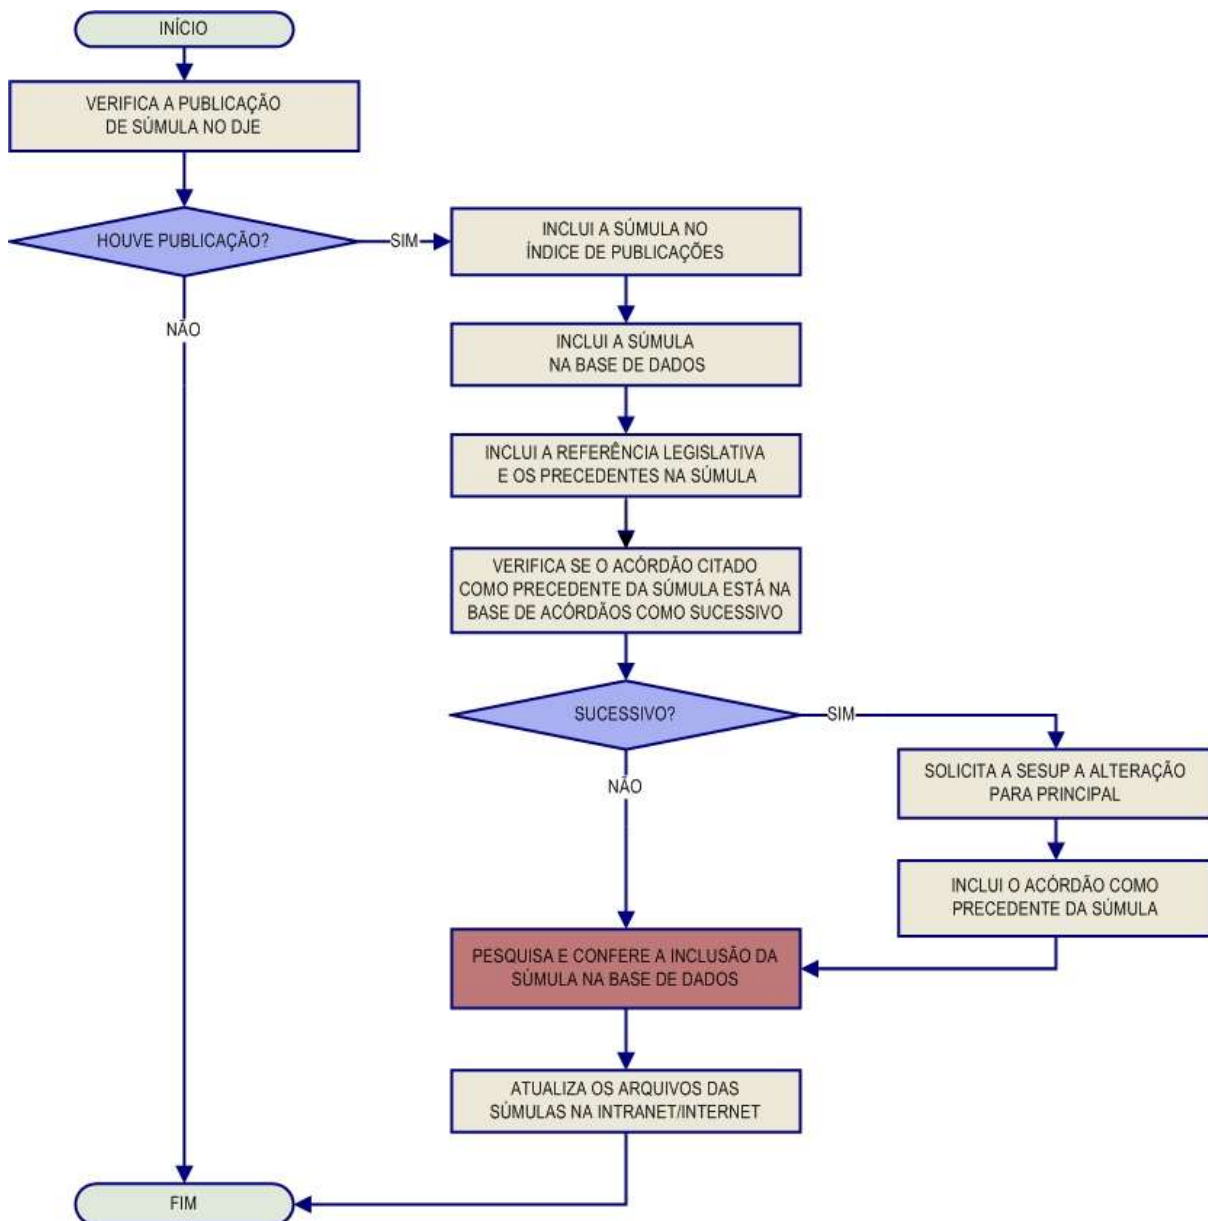 INÍCIO
VERIFICA A PUBLICAÇÃO
DE SÚMULA NO DJE
HOUVE PUBLICAÇÃO?
SIM
INCLUI A SÚMULA NO
ÍNDICE DE PUBLICAÇÕES
NÃO
INCLUI A SÚMULA
NA BASE DE DADOS
INCLUI A REFERÊNCIA LEGISLATIVA
E OS PRECEDENTES NA SÚMULA
VERIFICA SE O ACÓRDÃO CITADO
COMO PRECEDENTE DA SÚMULA ESTÁ NA
BASE DE ACÓRDÃOS COMO SUCESSIVO
SUCESSIVO?
SIM
NÃO
SOLICITA A SESUP A ALTERAÇÃO
PARA PRINCIPAL
INCLUI O ACÓRDÃO COMO
PRECEDENTE DA SÚMULA
PESQUISA E CONFERE A INCLUSÃO DA
SÚMULA NA BASE DE DADOS
ATUALIZA OS ARQUIVOS DAS
SÚMULAS NA INTRANET/INTERNET
FIM